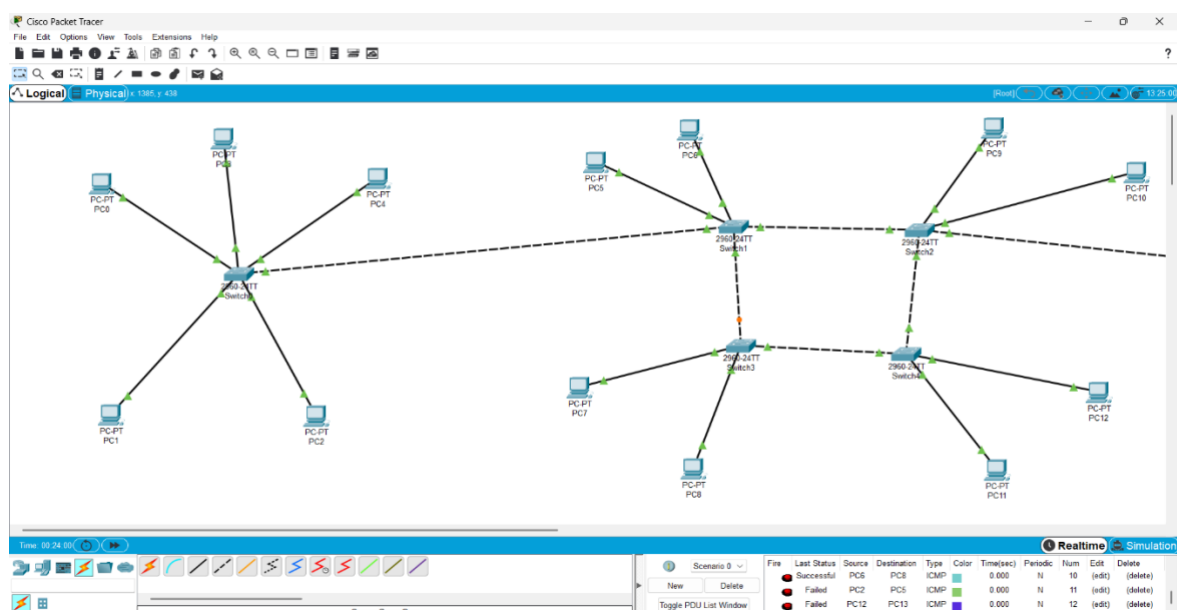 Cisco Packet Tracer
File Edit Options View Tools Extensions Help
?
Logical Physical x: 1385, y: 438 [Root] 13:25:00
PC-PT
PC0
PC-PT
PC-PT
PC4
PC-PT
PC1
PC-PT
PC2
2960-24TT
Switch0
PC-PT
PC5
PC-PT
PC6
2960-24TT
Switch1
PC-PT
PC9
PC-PT
PC10
2960-24TT
Switch2
2960-24TT
Switch3
2960-24TT
Switch4
PC-PT
PC7
PC-PT
PC8
PC-PT
PC12
PC-PT
PC11
Time: 00:24:00 Realtime Simulation
Scenario 0
New Delete
Toggle PDU List Window
Fire Last Status Source Destination Type Color Time(sec) Periodic Num Edit Delete
Successful PC6 PC8 ICMP 0.000 N 10 (edit) (delete)
Failed PC2 PC5 ICMP 0.000 N 11 (edit) (delete)
Failed PC12 PC13 ICMP 0.000 N 12 (edit) (delete)